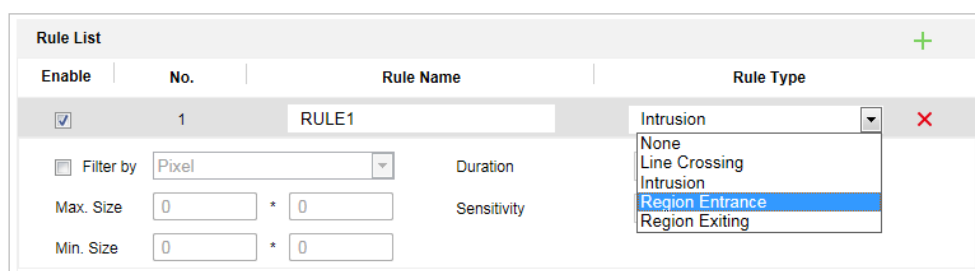 Rule List
Enable No. Rule Name Rule Type
1 RULE1 Intrusion
None
Filter by Pixel Duration Line Crossing
Intrusion
Max. Size 0 * 0 Sensitivity Region Entrance
Region Exiting
Min. Size 0 * 0